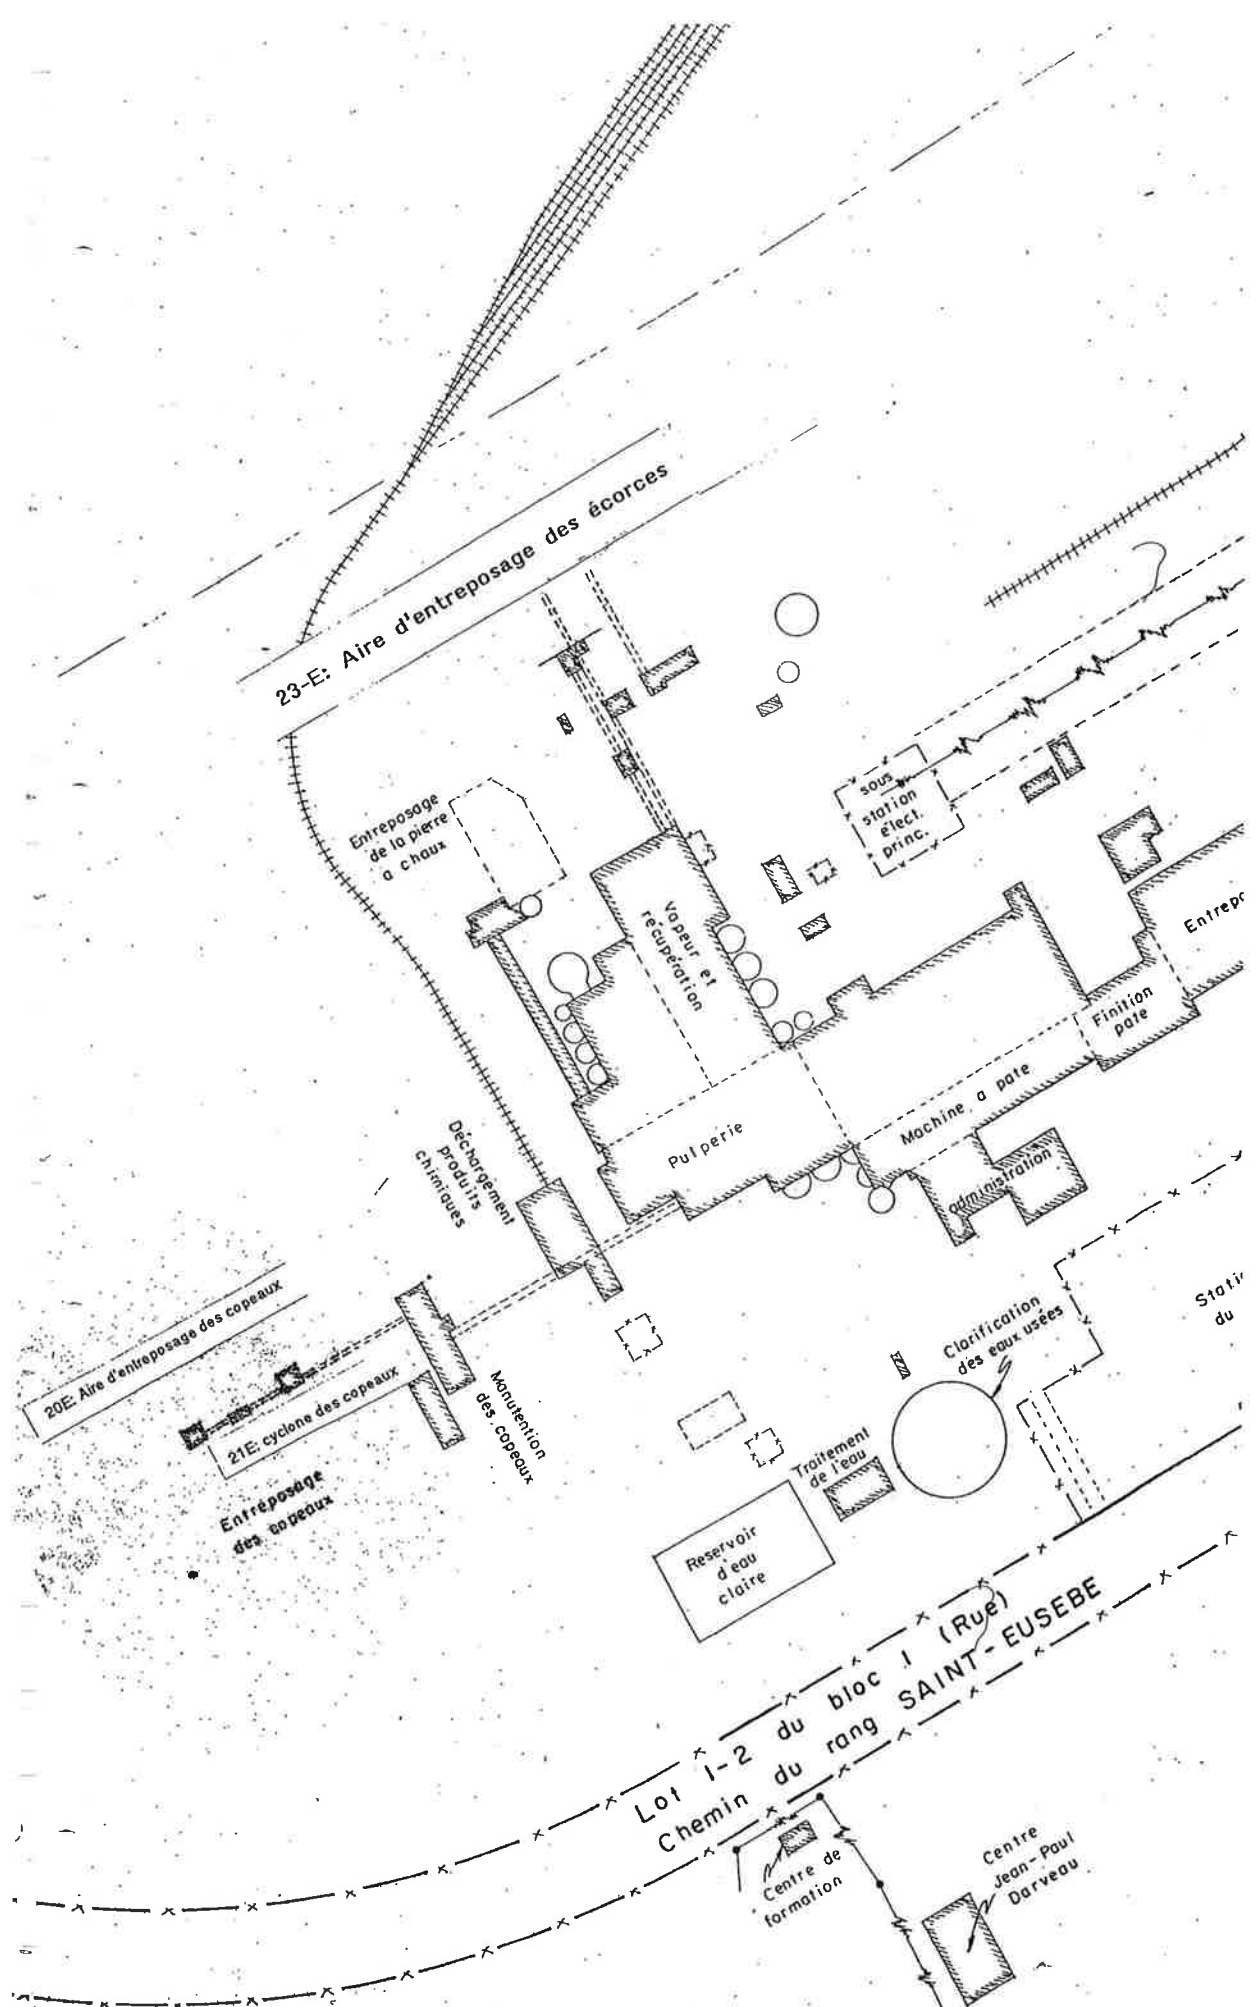 23-E: Aire d'entreposage des écorces
Entreposage
de la pierre
a chaux
sous
station
élect.
princ.
Vapeur et
récupération
Finition
pate
Machine a pate
Pulperie
administration
Déchargement
produits
chimiques
20E: Aire d'entreposage des copeaux
21E: cyclone des copeaux
Manutention
des copeaux
Entreposage
des copeaux
Clarification
des eaux usées
du
Traitement
de l'eau
Reservoir
d'eau
claire
Lot 1-2 du bloc 1 (Rue)
Chemin du rang SAINT-EUSEBE
Centre de
formation
Centre
Jean-Paul
Darveau